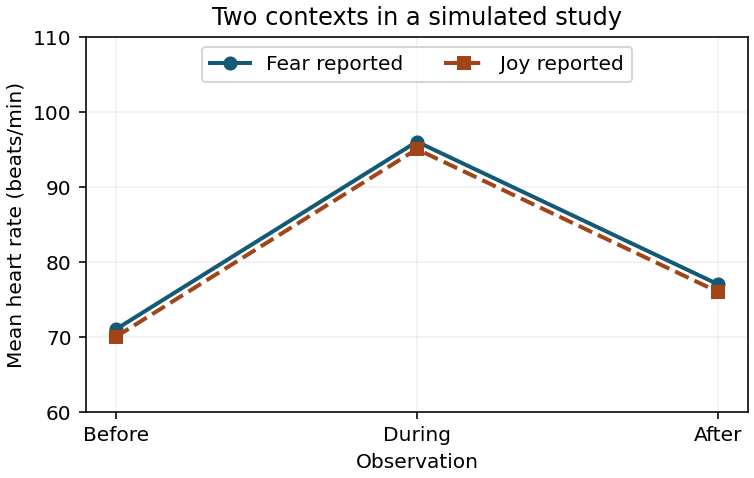 Two contexts in a simulated study
Fear reported Joy reported
Mean heart rate (beats/min)
110
100
90
80
70
60
Before During After
Observation